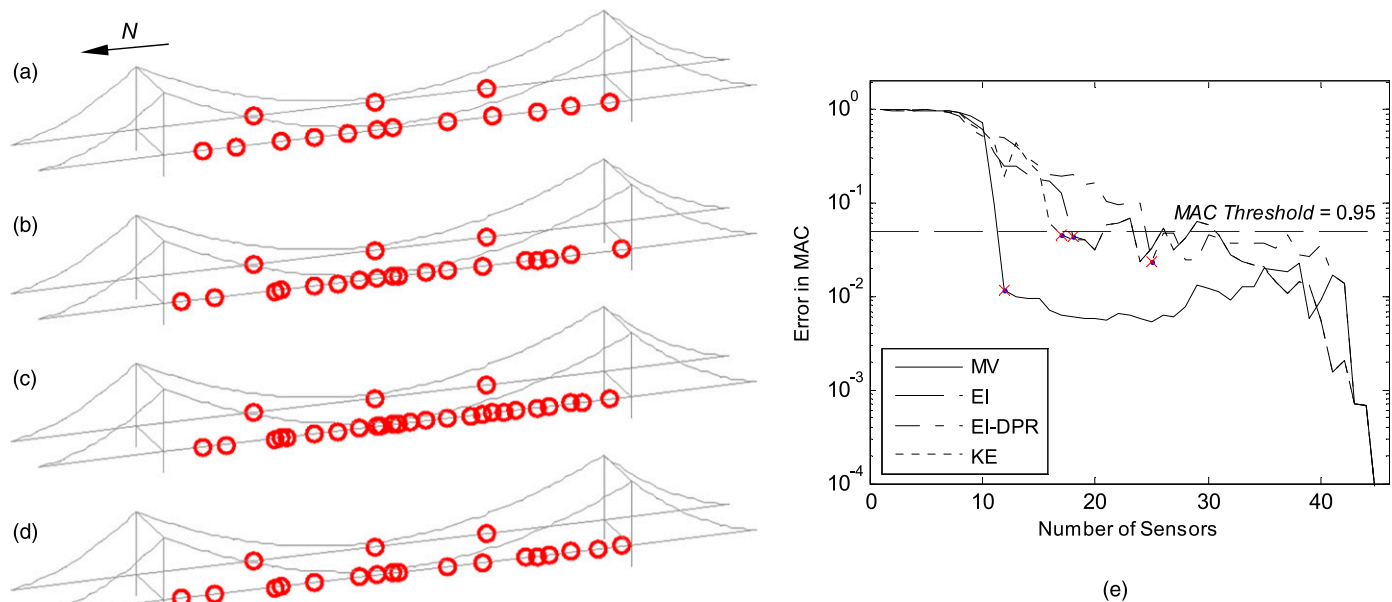 N
(a)
(b)
(c)
(d)
10^0
10^-1
10^-2
10^-3
10^-4
Error in MAC
MAC Threshold = 0.95
MV
EI
EI-DPR
KE
0 10 20 30 40
Number of Sensors
(e)